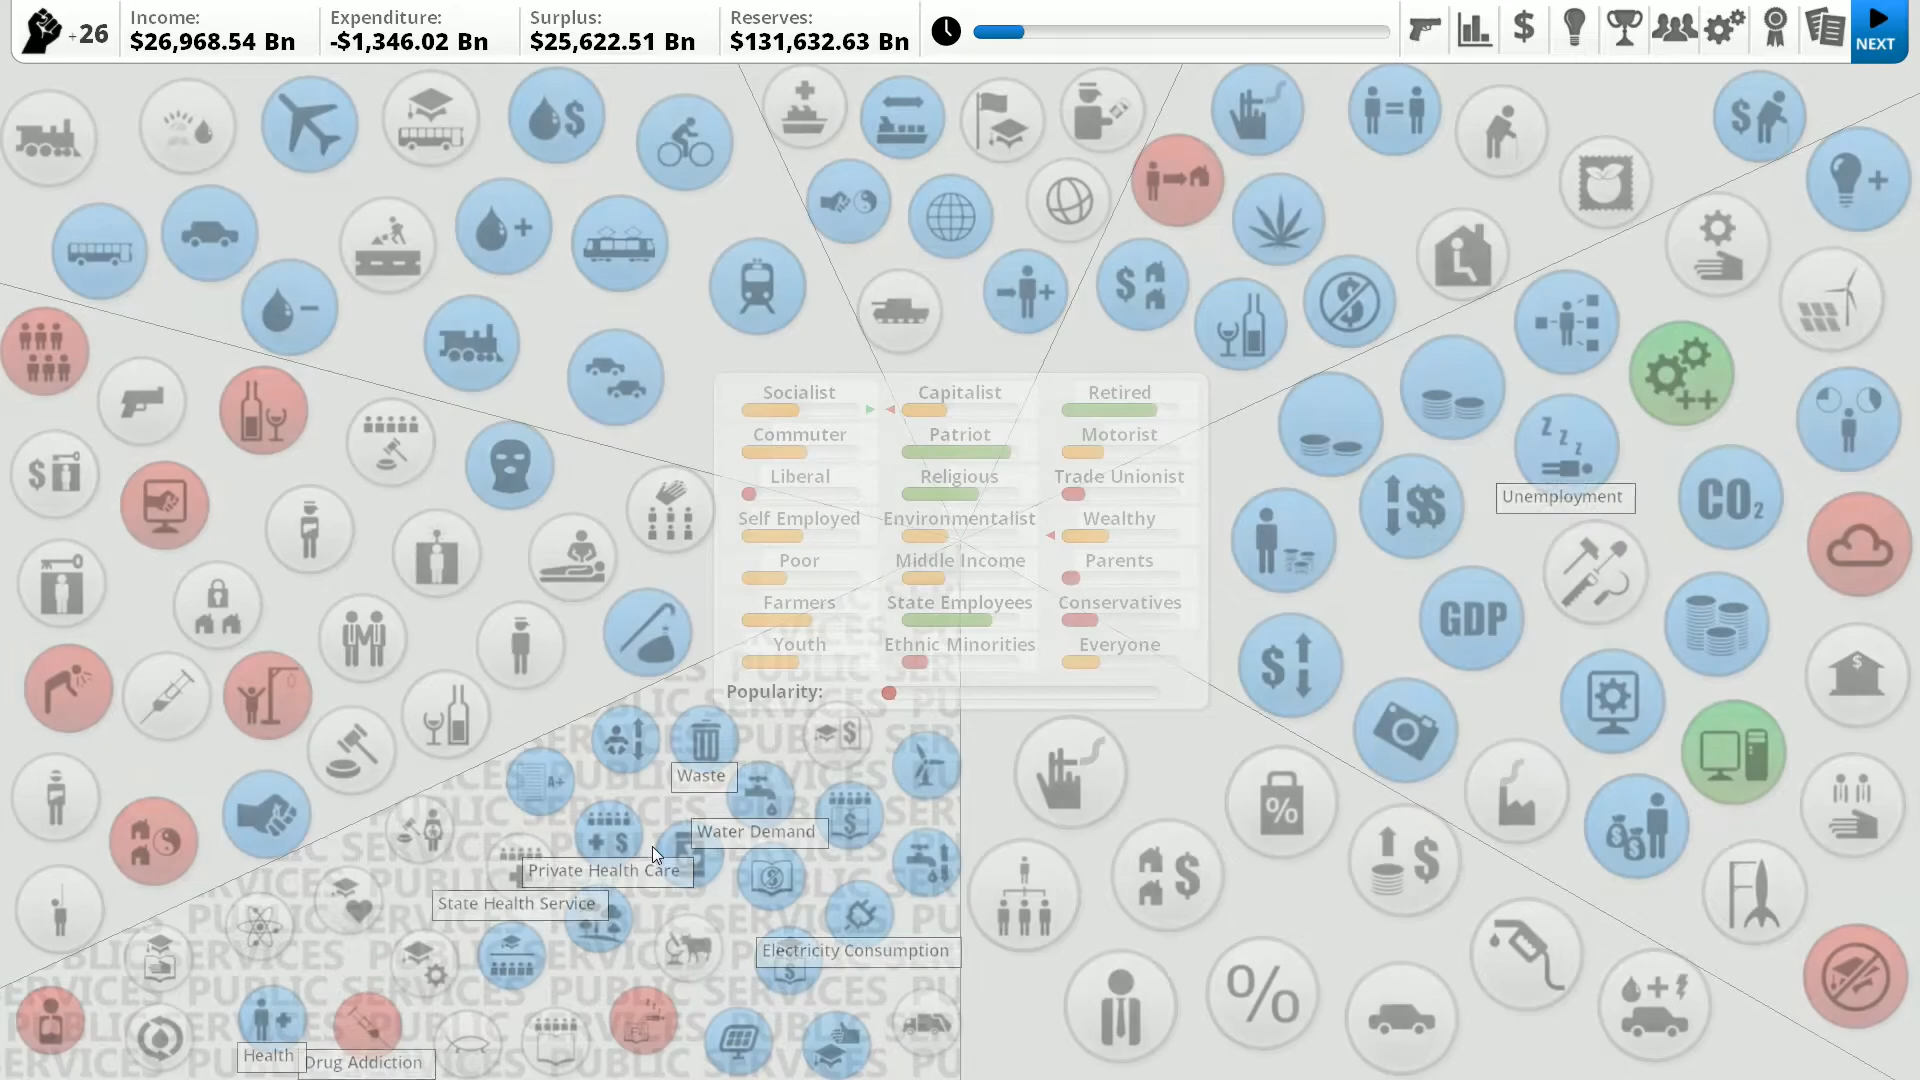 +26
Income:
$26,968.54 Bn
Expenditure:
-$1,346.02 Bn
Surplus:
$25,622.51 Bn
Reserves:
$131,632.63 Bn
NEXT
Socialist
Capitalist
Retired
Commuter
Patriot
Motorist
Liberal
Religious
Trade Unionist
Self Employed
Environmentalist
Wealthy
Poor
Middle Income
Parents
Farmers
State Employees
Conservatives
Youth
Ethnic Minorities
Everyone
Popularity:
Unemployment
CO2
GDP
Waste
Water Demand
Private Health Care
State Health Service
Electricity Consumption
Health
Drug Addiction
A+
PUBLIC SERVICES